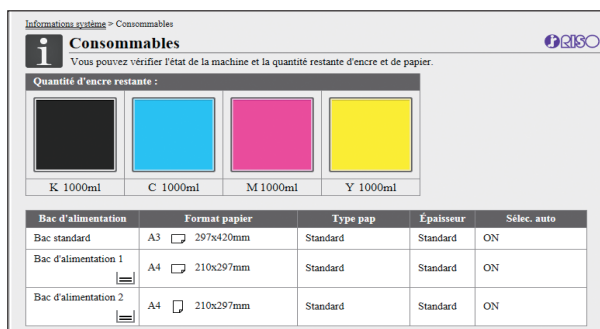 Informations système > Consommables
RISO
i Consommables
Vous pouvez vérifier l'état de la machine et la quantité restante d'encre et de papier.
Quantité d'encre restante :
K 1000ml C 1000ml M 1000ml Y 1000ml
Bac d'alimentation Format papier Type pap Épaisseur Sélec. auto
Bac standard A3 297x420mm Standard Standard ON
Bac d'alimentation 1 A4 210x297mm Standard Standard ON
Bac d'alimentation 2 A4 210x297mm Standard Standard ON